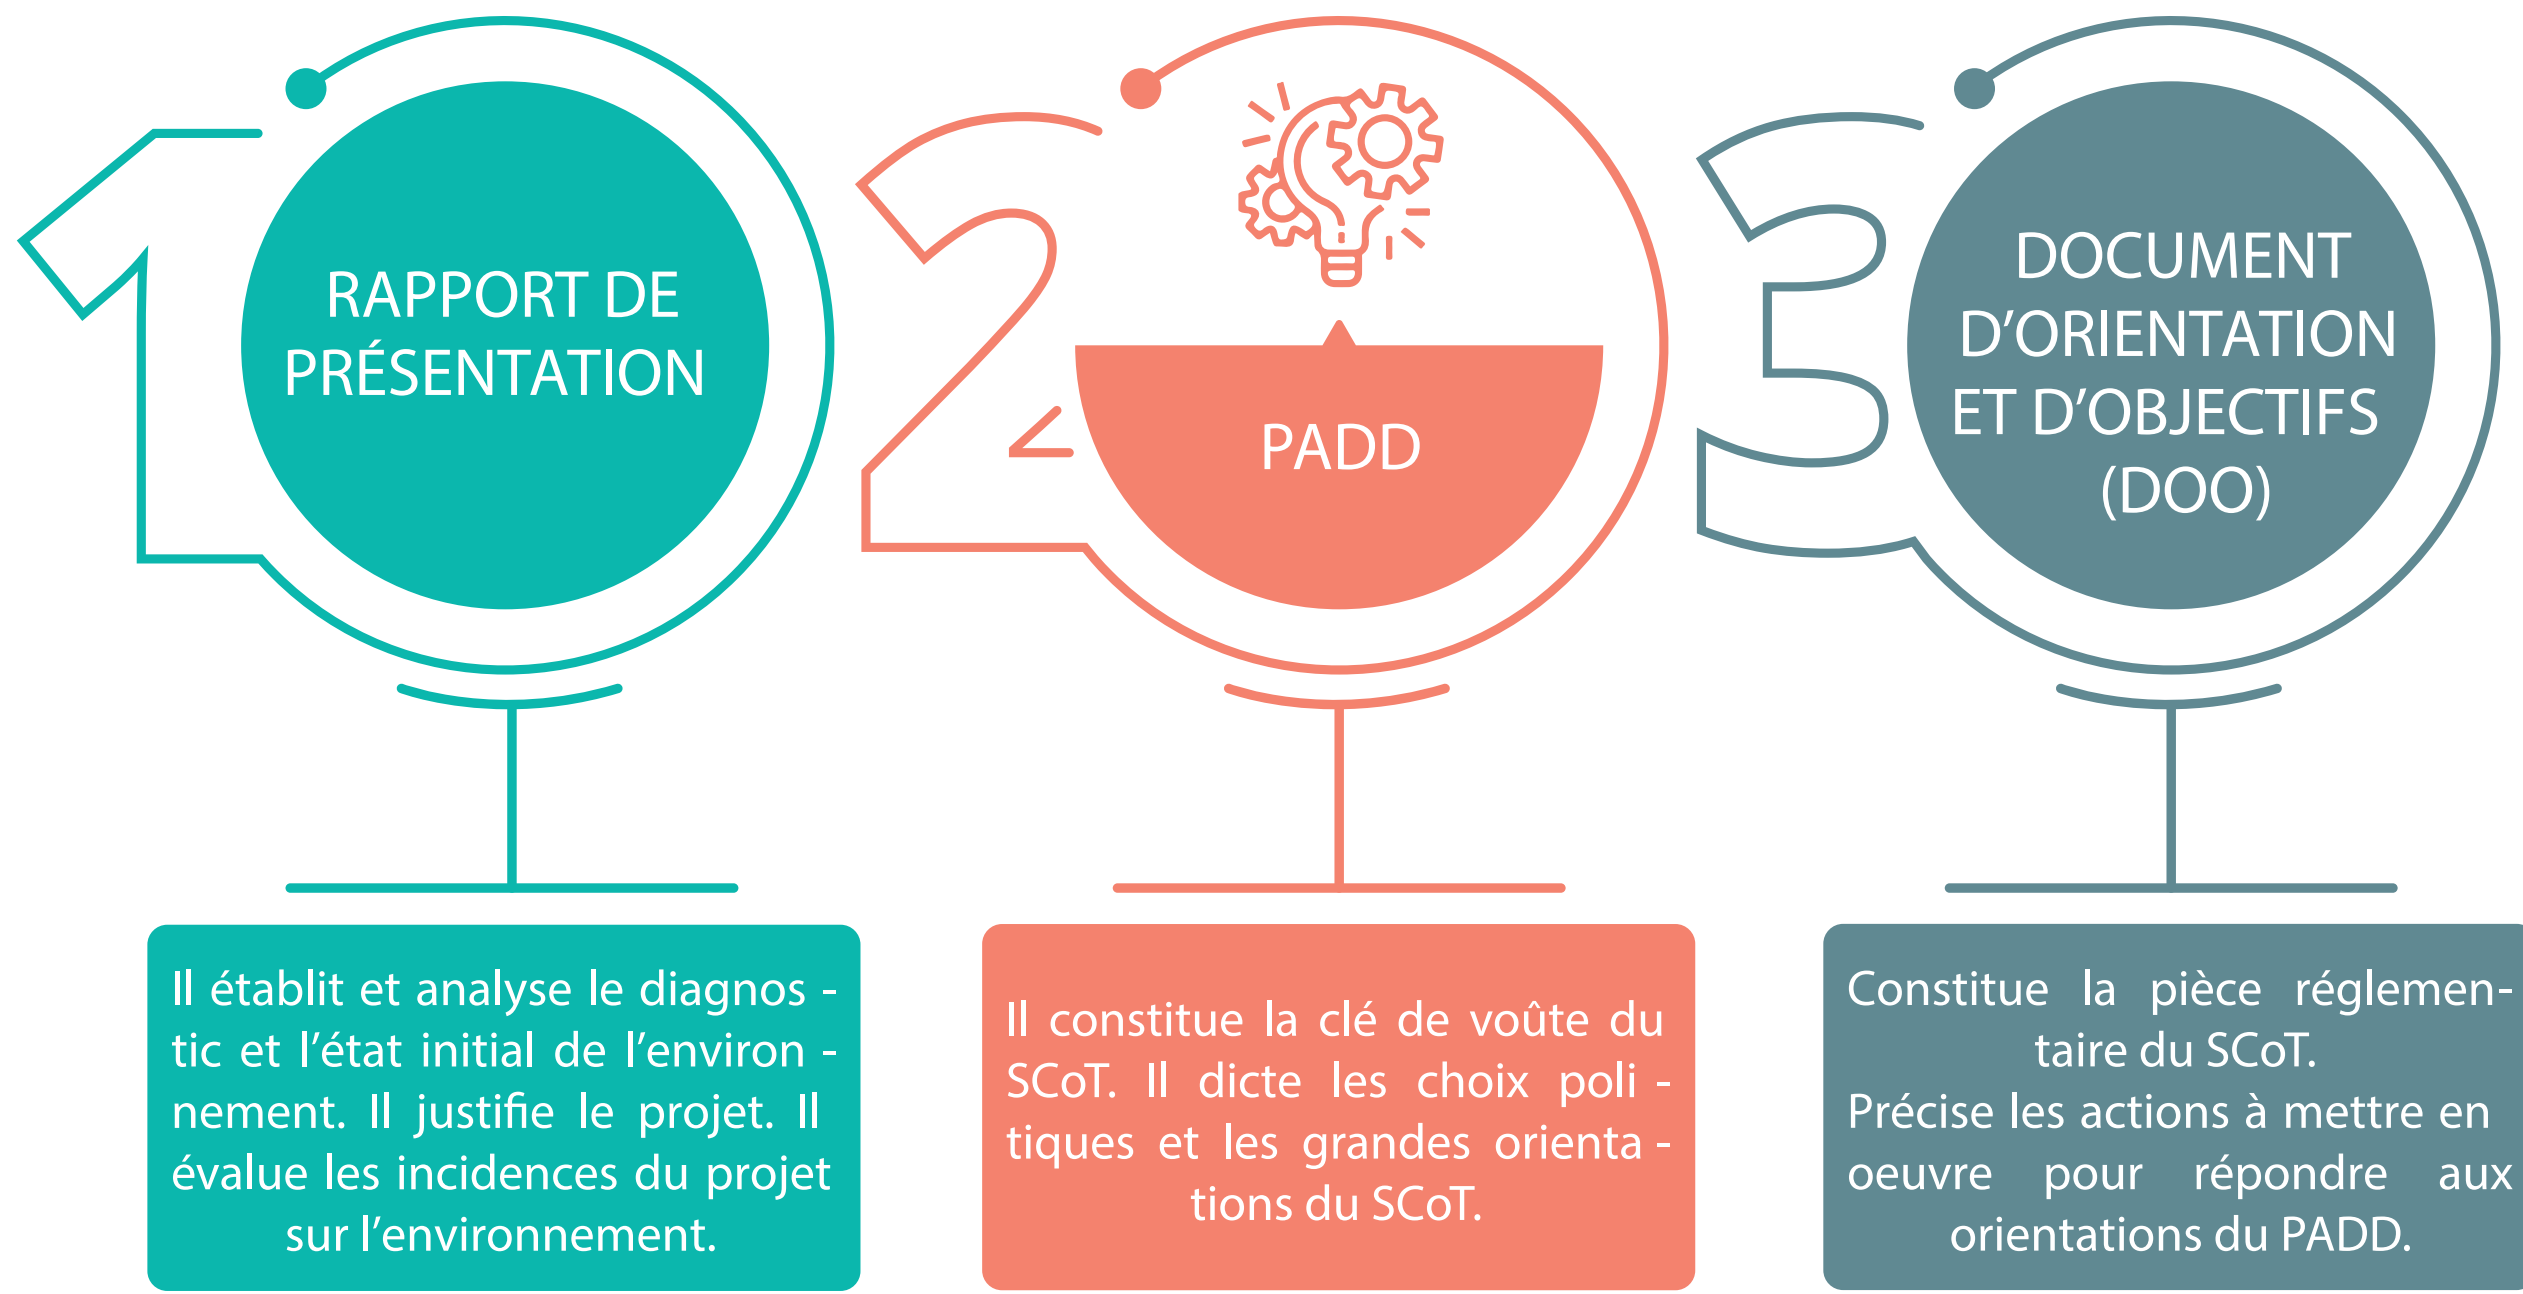 1
RAPPORT DE
PRÉSENTATION
Il établit et analyse le diagnos -
tic et l’état initial de l’environ -
nement. Il justifie le projet. Il
évalue les incidences du projet
sur l’environnement.
2
PADD
Il constitue la clé de voûte du
SCoT. Il dicte les choix poli -
tiques et les grandes orienta -
tions du SCoT.
3
DOCUMENT
D’ORIENTATION
ET D’OBJECTIFS
(DOO)
Constitue la pièce réglemen-
taire du SCoT.
Précise les actions à mettre en
oeuvre pour répondre aux
orientations du PADD.